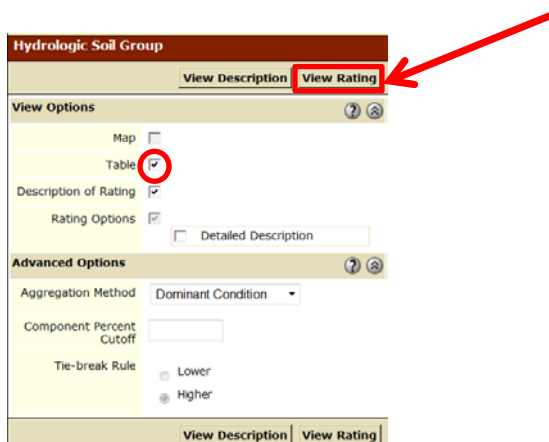 Hydrologic Soil Group
View Description View Rating
View Options
Map
Table
Description of Rating
Rating Options
Detailed Description
Advanced Options
Aggregation Method Dominant Condition
Component Percent
Cutoff
Tie-break Rule
Lower
Higher
View Description View Rating